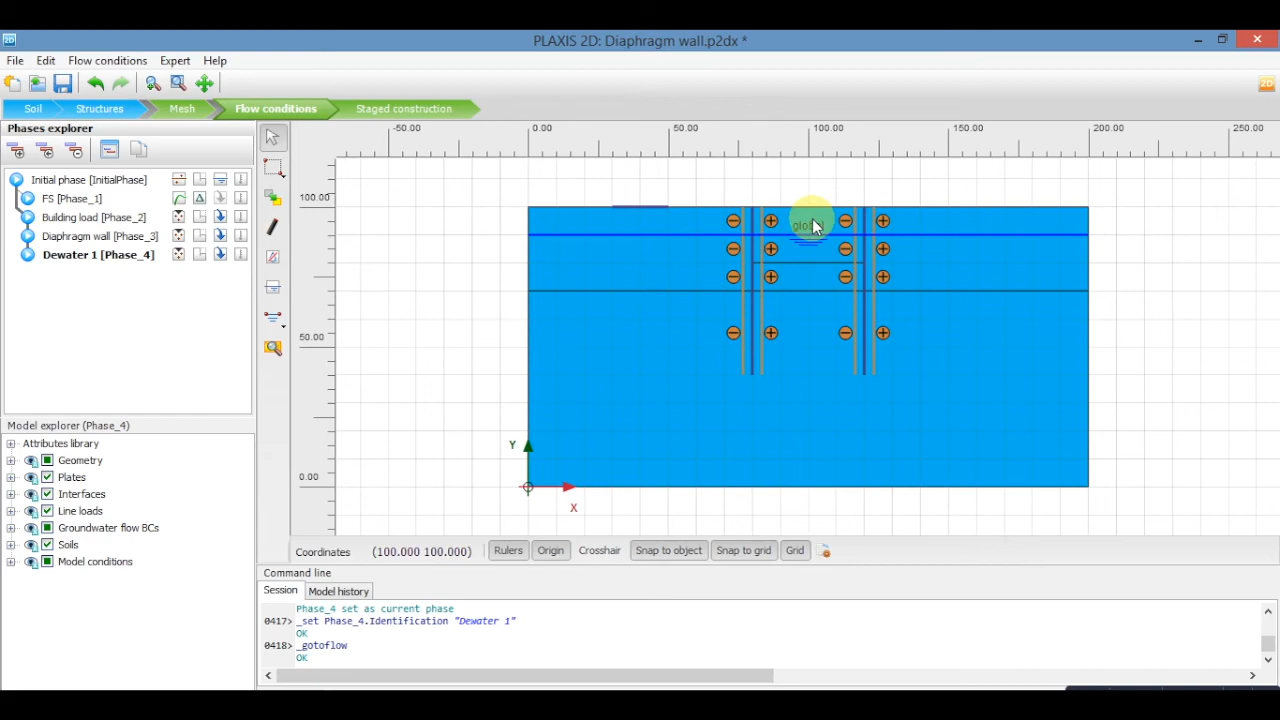 PLAXIS 2D: Diaphragm wall.p2dx *
File Edit Flow conditions Expert Help
Soil Structures Mesh Flow conditions Staged construction
Phases explorer
Initial phase [InitialPhase]
FS [Phase_1]
Building load [Phase_2]
Diaphragm wall [Phase_3]
Dewater 1 [Phase_4]
Model explorer (Phase_4)
Attributes library
Geometry
Plates
Interfaces
Line loads
Groundwater flow BCs
Soils
Model conditions
-50.00 0.00 50.00 100.00 150.00 200.00 250.00
100.00
50.00
0.00
Y
X
Coordinates (100.000 100.000) Rulers Origin Crosshair Snap to object Snap to grid Grid
Command line
Session Model history
Phase_4 set as current phase
0417> _set Phase_4.Identification "Dewater 1"
OK
0418> _gotoflow
OK